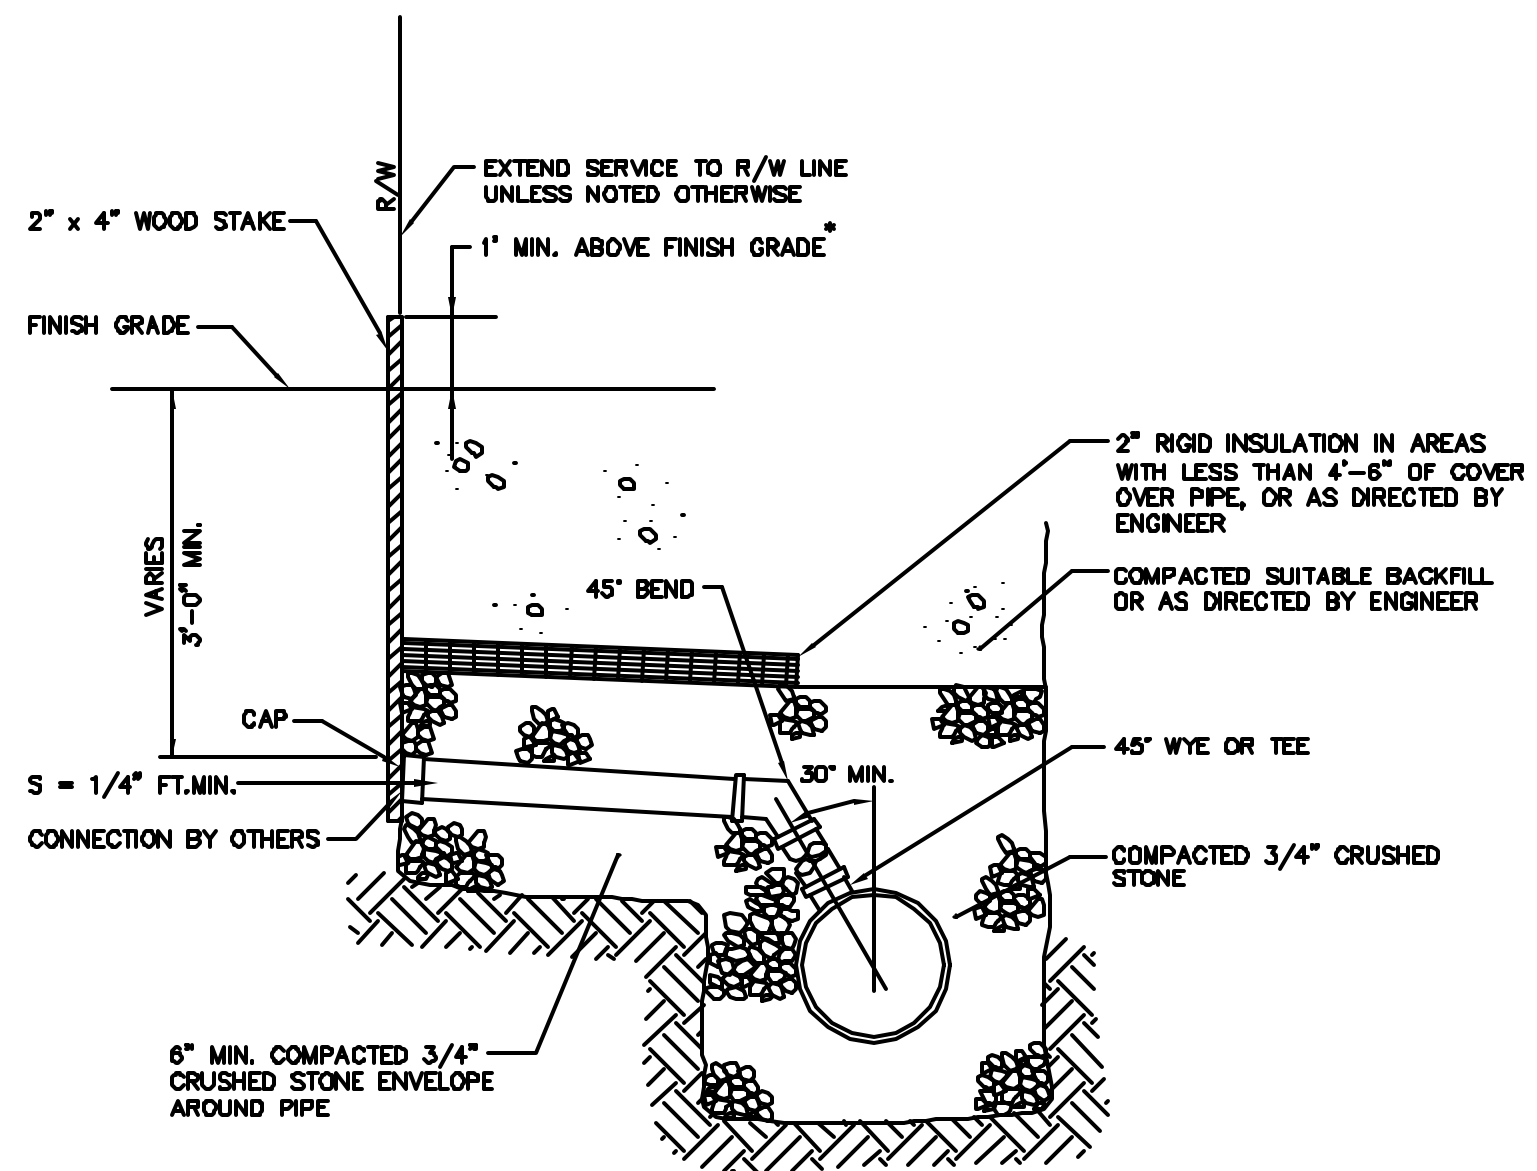 R/W
EXTEND SERVICE TO R/W LINE
UNLESS NOTED OTHERWISE
2" x 4" WOOD STAKE
1' MIN. ABOVE FINISH GRADE*
FINISH GRADE
2" RIGID INSULATION IN AREAS
WITH LESS THAN 4'-6" OF COVER
OVER PIPE, OR AS DIRECTED BY
ENGINEER
VARIES
3'-0" MIN.
45° BEND
COMPACTED SUITABLE BACKFILL
OR AS DIRECTED BY ENGINEER
CAP
45° WYE OR TEE
30° MIN.
S = 1/4" FT.MIN.
CONNECTION BY OTHERS
COMPACTED 3/4" CRUSHED
STONE
6" MIN. COMPACTED 3/4"
CRUSHED STONE ENVELOPE
AROUND PIPE